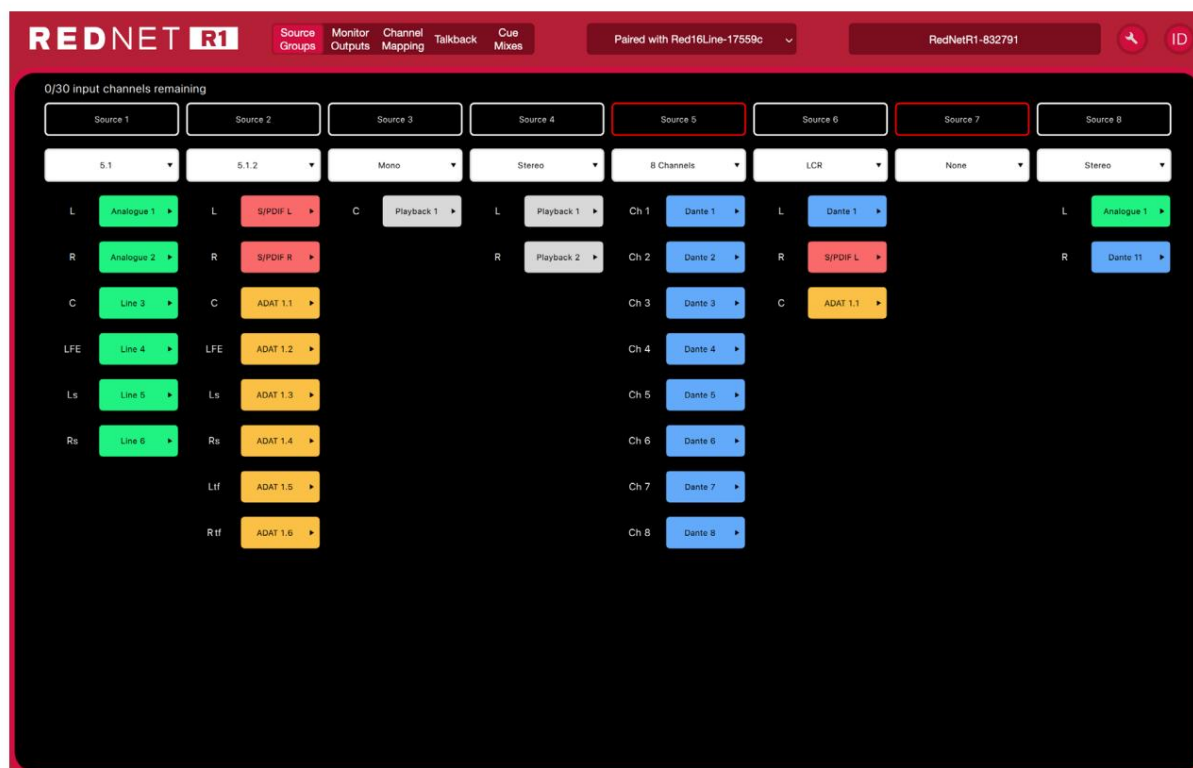 REDNET R1
Source Groups
Monitor Outputs
Channel Mapping
Talkback
Cue Mixes
Paired with Red16Line-17559c
RedNetR1-832791
ID
0/30 input channels remaining
Source 1 Source 2 Source 3 Source 4 Source 5 Source 6 Source 7 Source 8
5.1 5.1.2 Mono Stereo 8 Channels LCR None Stereo
L Analogue 1 L S/PDIF L C Playback 1 L Playback 1 Ch 1 Dante 1 L Dante 1 L Analogue 1
R Analogue 2 R S/PDIF R R Playback 2 Ch 2 Dante 2 R S/PDIF L R Dante 11
C Line 3 C ADAT 1.1 Ch 3 Dante 3 C ADAT 1.1
LFE Line 4 LFE ADAT 1.2 Ch 4 Dante 4
Ls Line 5 Ls ADAT 1.3 Ch 5 Dante 5
Rs Line 6 Rs ADAT 1.4 Ch 6 Dante 6
Ltf ADAT 1.5 Ch 7 Dante 7
Rtf ADAT 1.6 Ch 8 Dante 8